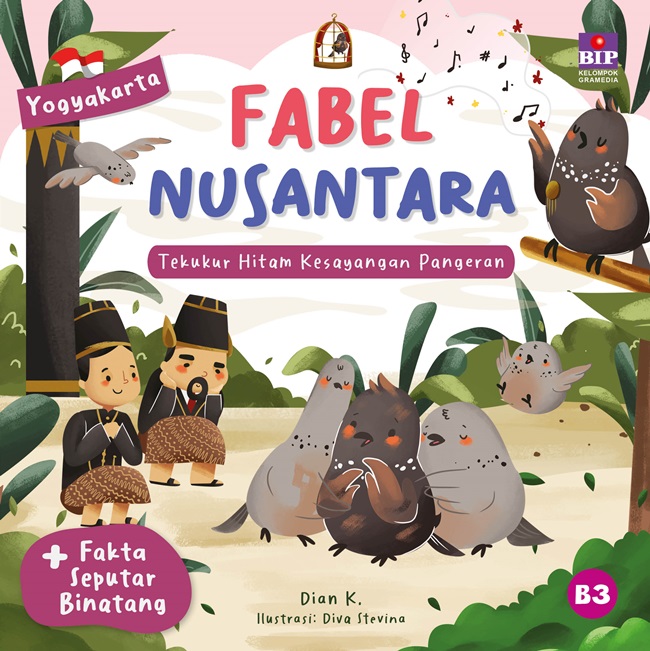 Yogyakarta
FABEL
NUSANTARA
Tekukur Hitam Kesayangan Pangeran
BIP
KELOMPOK
GRAMEDIA
+ Fakta
Seputar
Binatang
Dian K.
Ilustrasi: Diva Stevina
B3